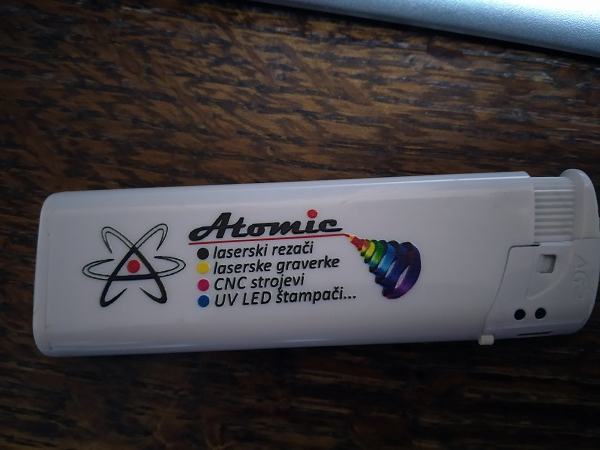 Atomic
laserski rezači
laserske graverke
CNC strojevi
UV LED štampači...